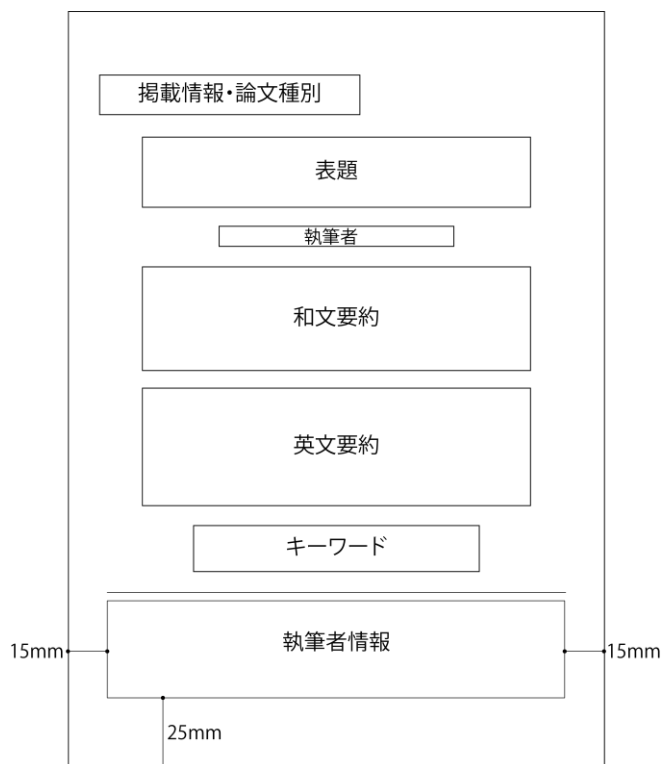 掲載情報・論文種別
表題
執筆者
和文要約
英文要約
キーワード
執筆者情報
15mm
15mm
25mm